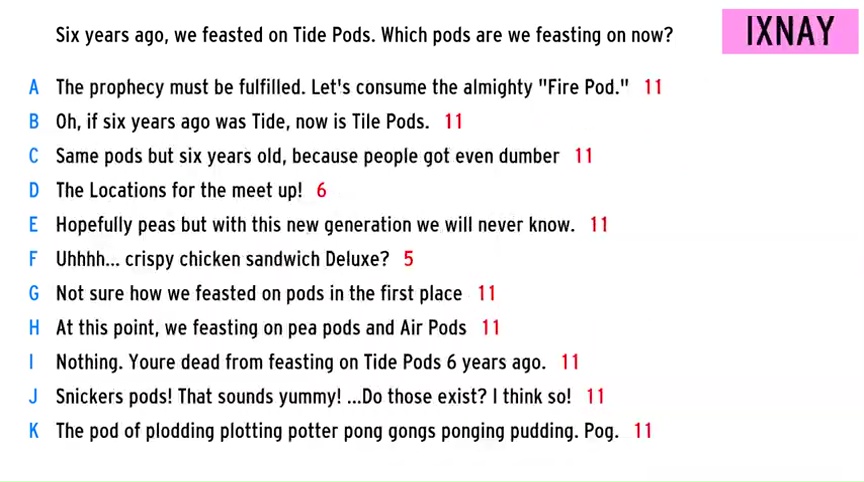 Six years ago, we feasted on Tide Pods. Which pods are we feasting on now?
IXNAY
A The prophecy must be fulfilled. Let's consume the almighty "Fire Pod." 11
B Oh, if six years ago was Tide, now is Tile Pods. 11
C Same pods but six years old, because people got even dumber 11
D The Locations for the meet up! 6
E Hopefully peas but with this new generation we will never know. 11
F Uhhhh... crispy chicken sandwich Deluxe? 5
G Not sure how we feasted on pods in the first place 11
H At this point, we feasting on pea pods and Air Pods 11
I Nothing. Youre dead from feasting on Tide Pods 6 years ago. 11
J Snickers pods! That sounds yummy! ...Do those exist? I think so! 11
K The pod of plodding plotting potter pong gongs ponging pudding. Pog. 11